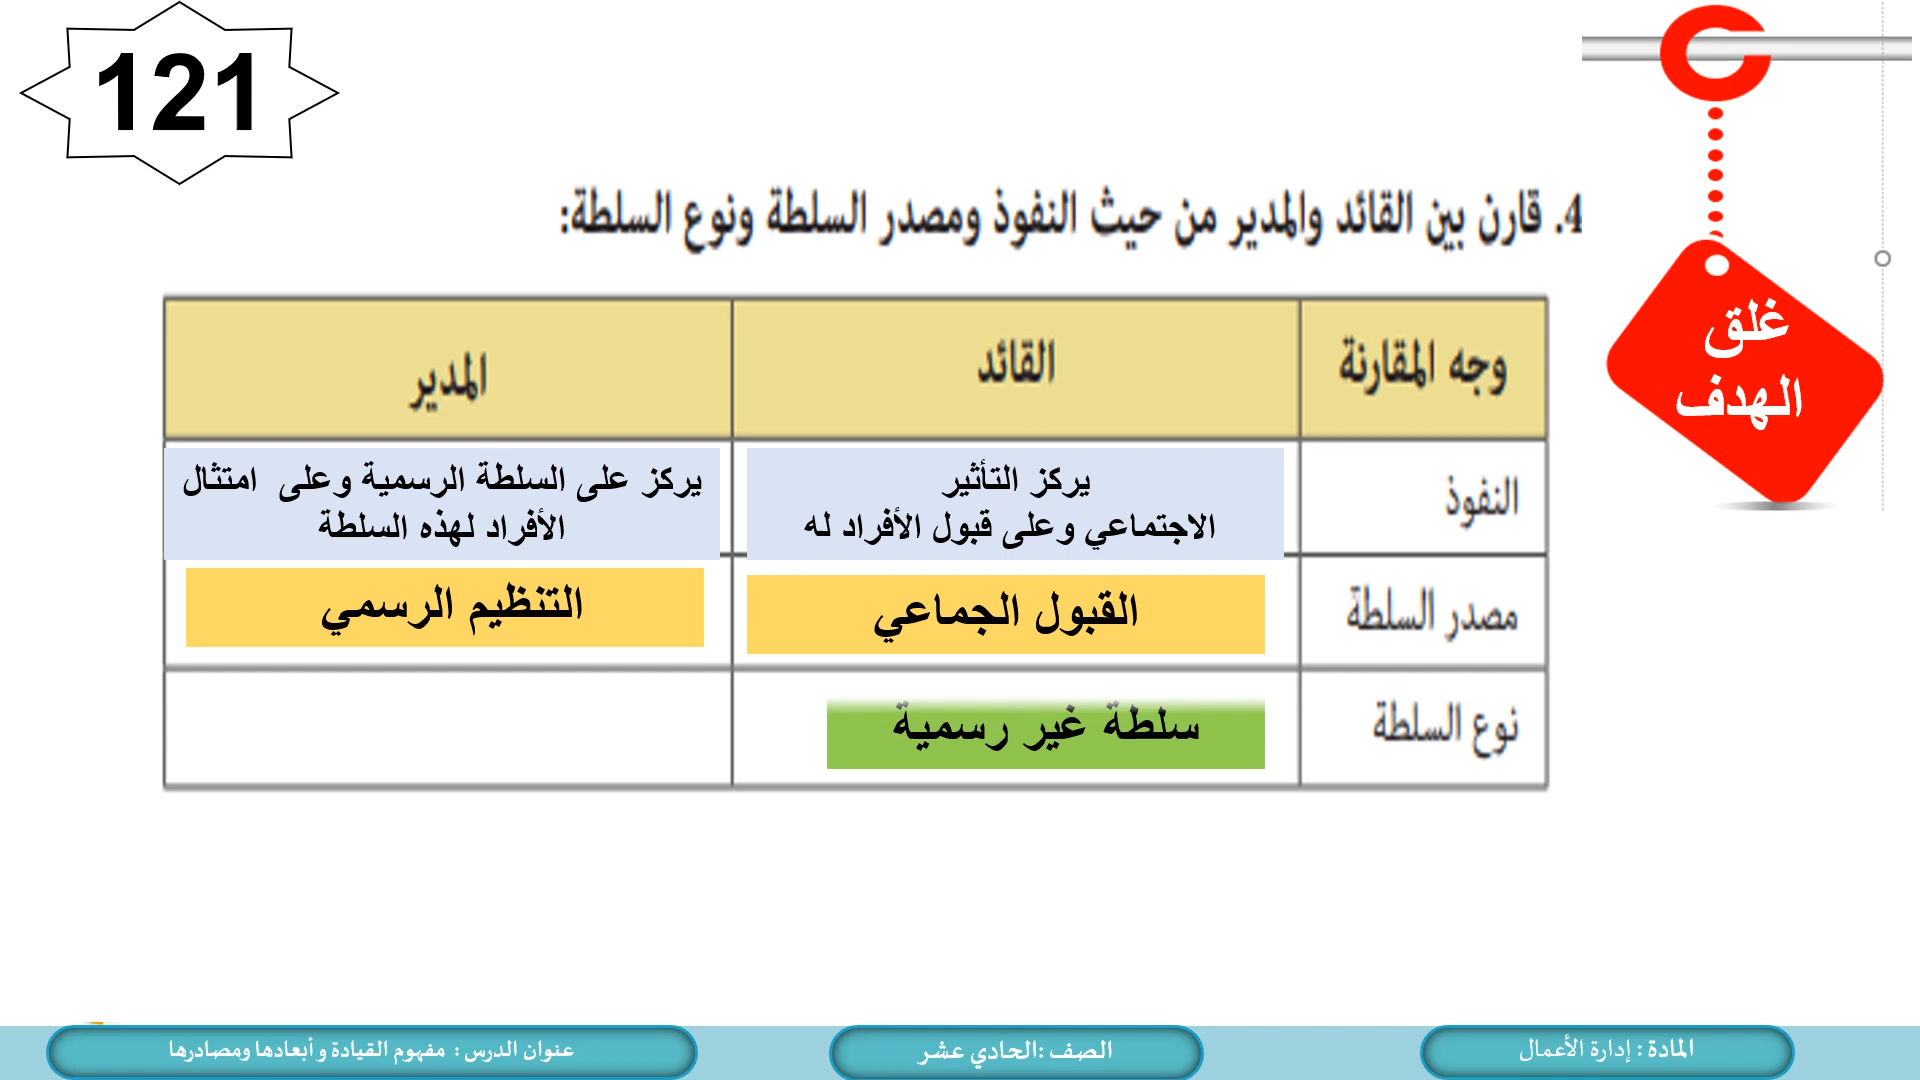 121
4. قارن بين القائد والمدير من حيث النفوذ ومصدر السلطة ونوع السلطة:
غلق
الهدف
وجه المقارنة
القائد
المدير
النفوذ
يركز التأثير
الاجتماعي وعلى قبول الأفراد له
يركز على السلطة الرسمية وعلى امتثال
الأفراد لهذه السلطة
مصدر السلطة
القبول الجماعي
التنظيم الرسمي
نوع السلطة
سلطة غير رسمية
المادة : إدارة الأعمال
الصف :الحادي عشر
عنوان الدرس : مفهوم القيادة و أبعادها ومصادرها